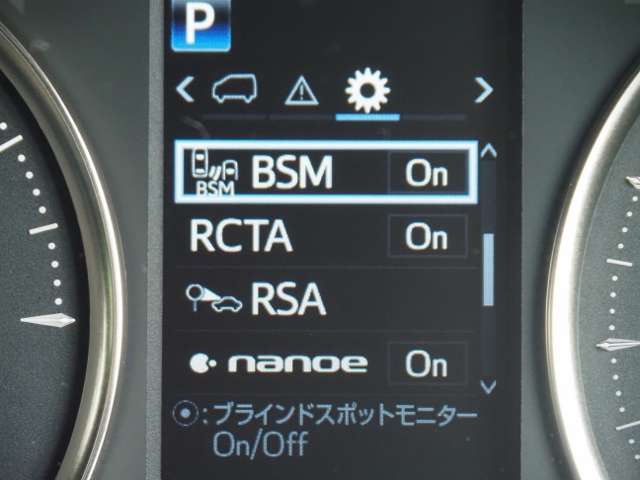 P
BSM BSM On
RCTA On
RSA
nanoe On
:ブラインドスポットモニター
On/Off